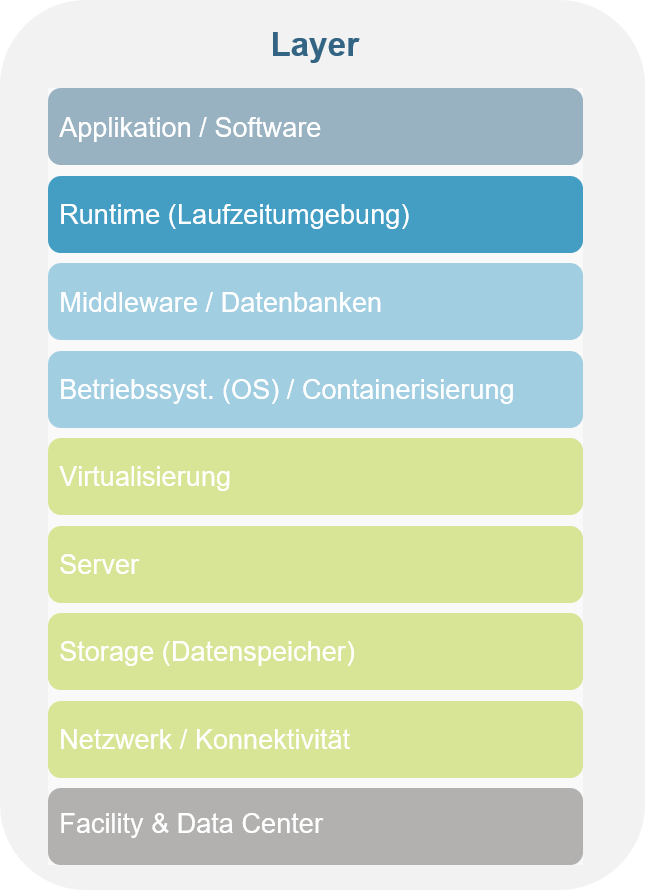 Layer
Applikation / Software
Runtime (Laufzeitumgebung)
Middleware / Datenbanken
Betriebssyst. (OS) / Containerisierung
Virtualisierung
Server
Storage (Datenspeicher)
Netzwerk / Konnektivität
Facility & Data Center